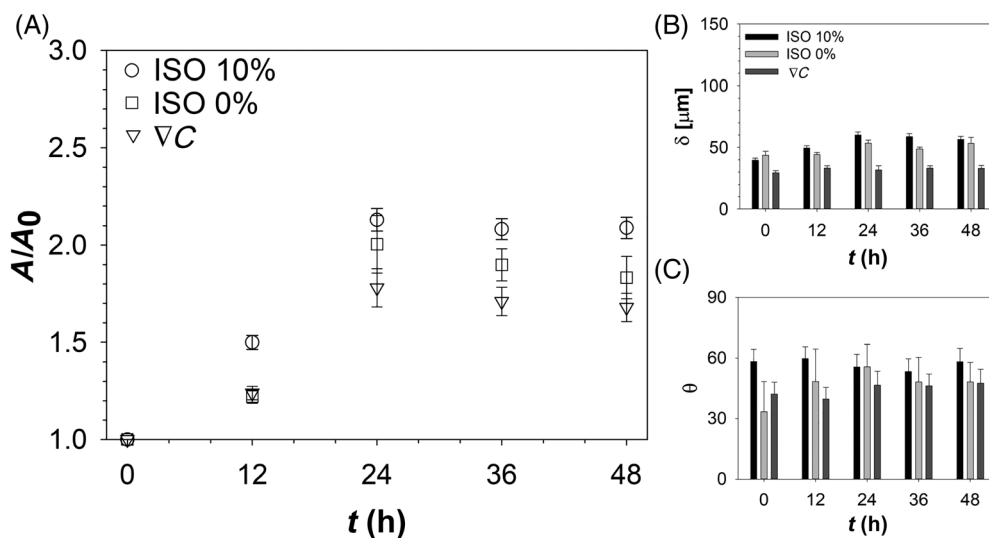 (A)
3.0
2.5
2.0
1.5
1.0
A/A0
ISO 10%
ISO 0%
∇C
0 12 24 36 48
t (h)
(B)
150
100
50
0
δ [μm]
ISO 10%
ISO 0%
∇C
0 12 24 36 48
t (h)
(C)
90
60
30
0
θ
0 12 24 36 48
t (h)